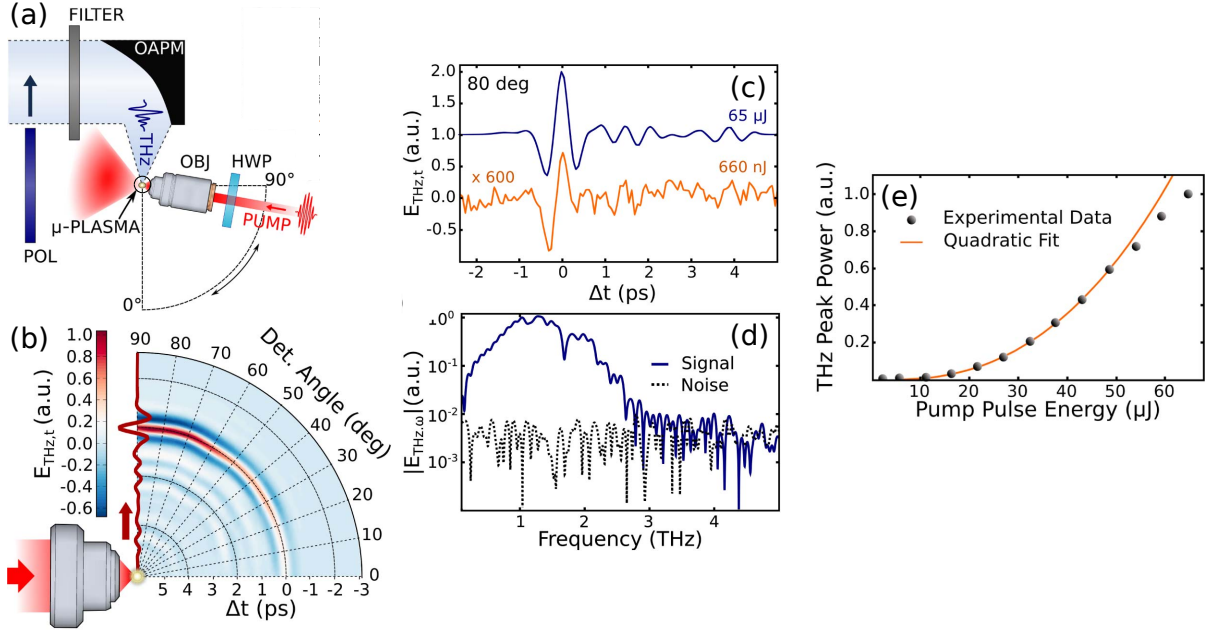 (a)
FILTER
OAPM
THz
OBJ
HWP
90°
PUMP
μ-PLASMA
POL
0°
(b)
1.0
0.8
0.6
0.4
0.2
0.0
-0.2
-0.4
-0.6
E_THz,t (a.u.)
90
80
70
60
50
40
30
20
10
0
Det. Angle (deg)
5 4 3 2 1 0 -1 -2 -3
Δt (ps)
80 deg
(c)
65 μJ
x 600
660 nJ
2.0
1.5
1.0
0.5
0.0
-0.5
E_THz,t (a.u.)
-2 -1 0 1 2 3 4
Δt (ps)
(d)
Signal
Noise
10^0
10^-1
10^-2
10^-3
|E_THz,ω|(a.u.)
1 2 3 4
Frequency (THz)
(e)
Experimental Data
Quadratic Fit
1.0
0.8
0.6
0.4
0.2
THz Peak Power (a.u.)
10 20 30 40 50 60
Pump Pulse Energy (μJ)